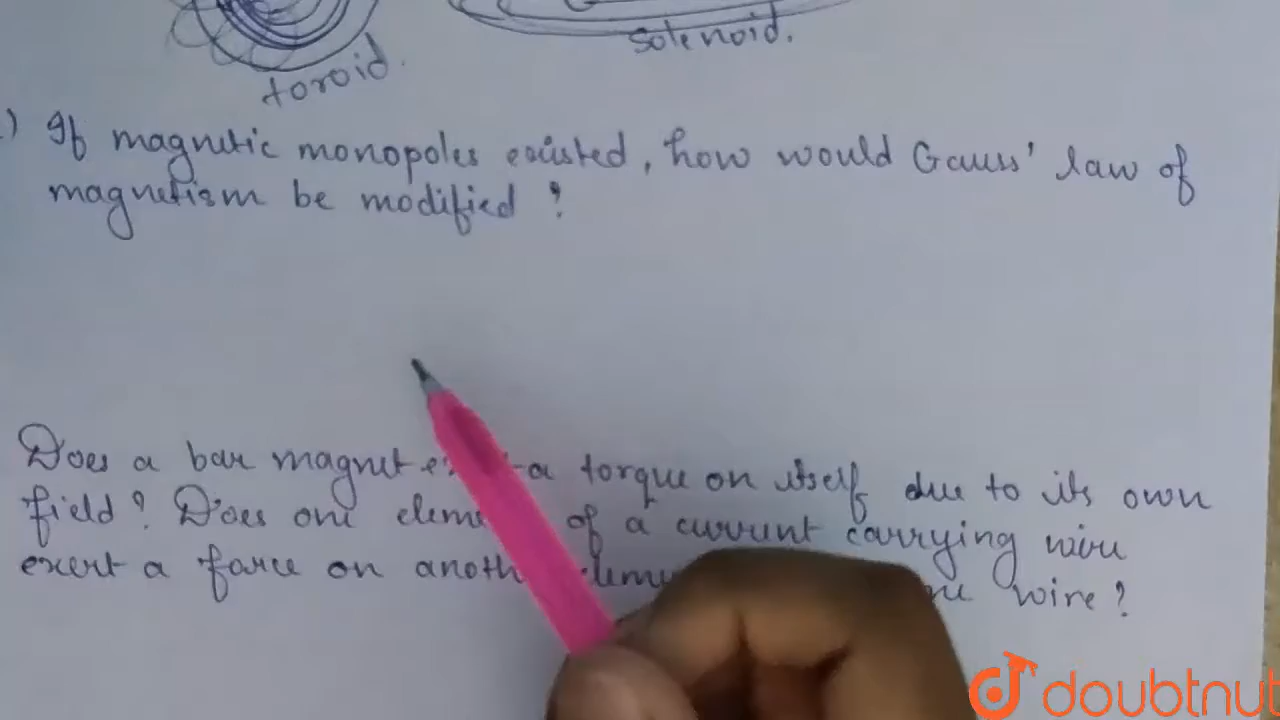 toroid.
solenoid.
) If magnetic monopoles existed, how would Gauss' law of
magnetism be modified ?
Does a bar magnet a torque on itself due to its own
field? Does one of a current carrying wire
exert a force on wire?
doubtnut